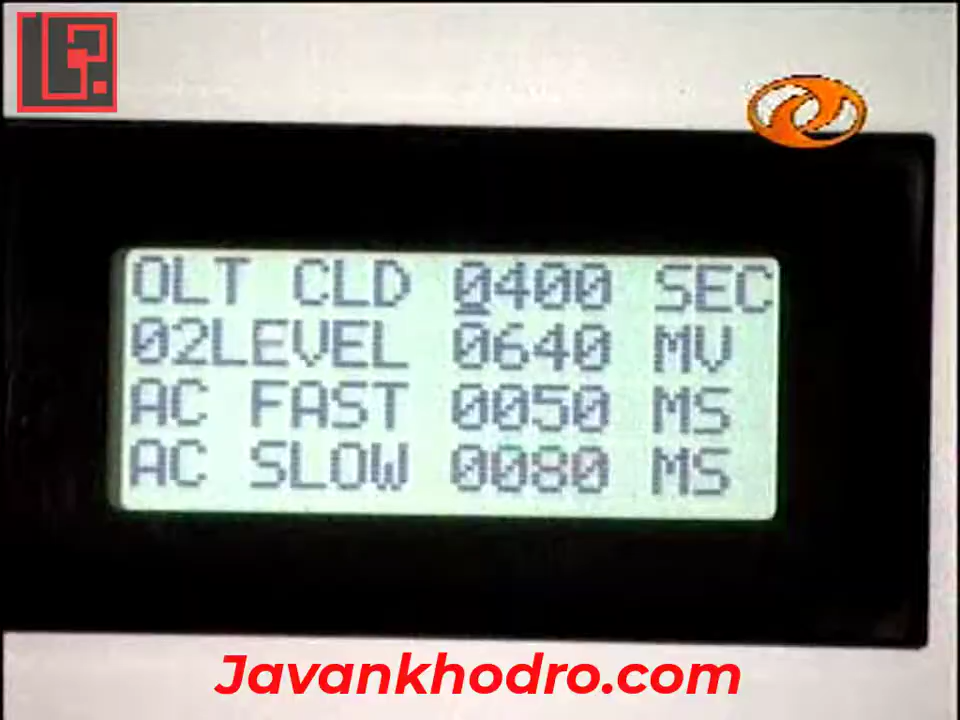 OLT CLD 0400 SEC
02LEVEL 0640 MV
AC FAST 0050 MS
AC SLOW 0080 MS
Javankhodro.com